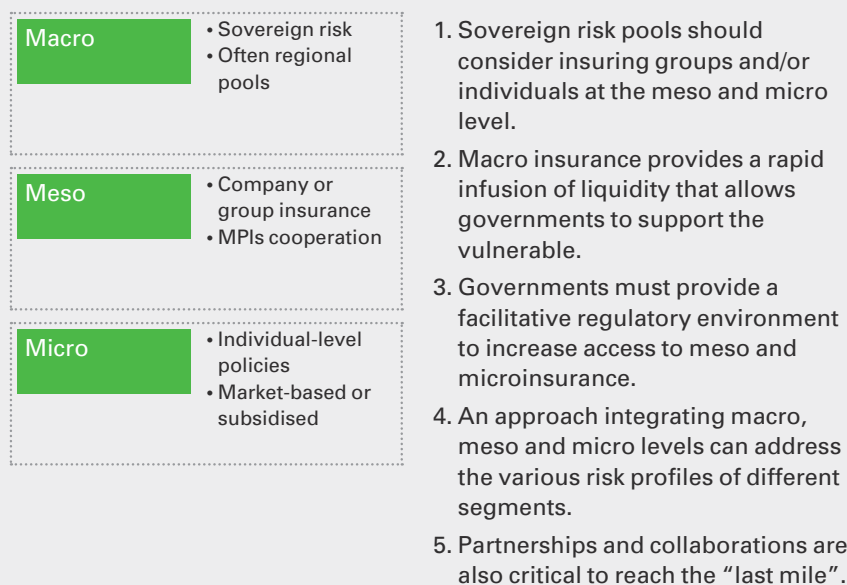 Macro
• Sovereign risk
• Often regional
pools
Meso
• Company or
group insurance
• MPIs cooperation
Micro
• Individual-level
policies
• Market-based or
subsidised
1. Sovereign risk pools should
consider insuring groups and/or
individuals at the meso and micro
level.
2. Macro insurance provides a rapid
infusion of liquidity that allows
governments to support the
vulnerable.
3. Governments must provide a
facilitative regulatory environment
to increase access to meso and
microinsurance.
4. An approach integrating macro,
meso and micro levels can address
the various risk profiles of different
segments.
5. Partnerships and collaborations are
also critical to reach the “last mile”.